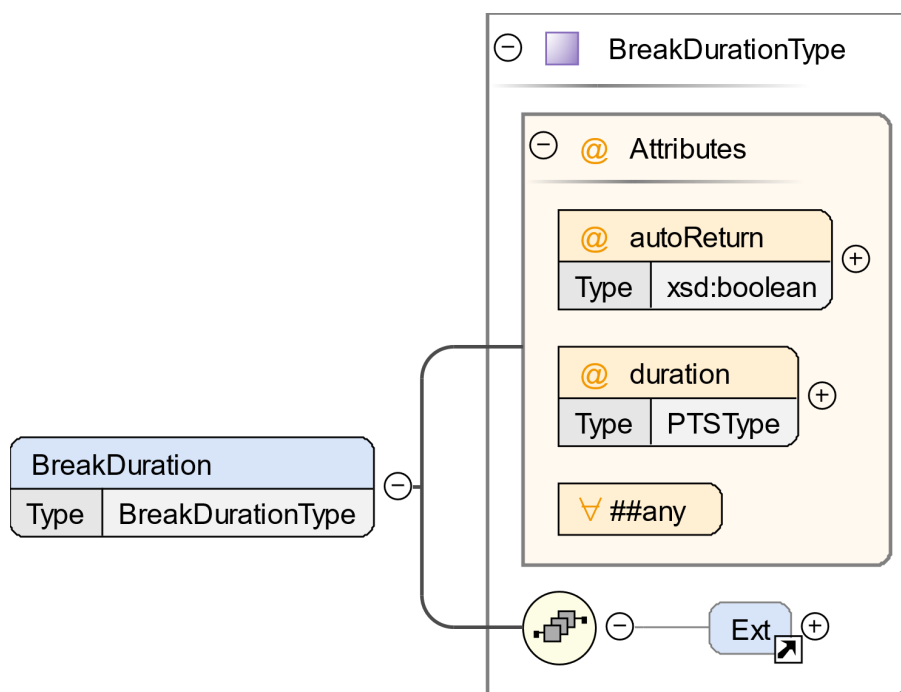 BreakDurationType
@ Attributes
@ autoReturn
Type xsd:boolean
@ duration
Type PTSType
∀ ##any
BreakDuration
Type BreakDurationType
Ext